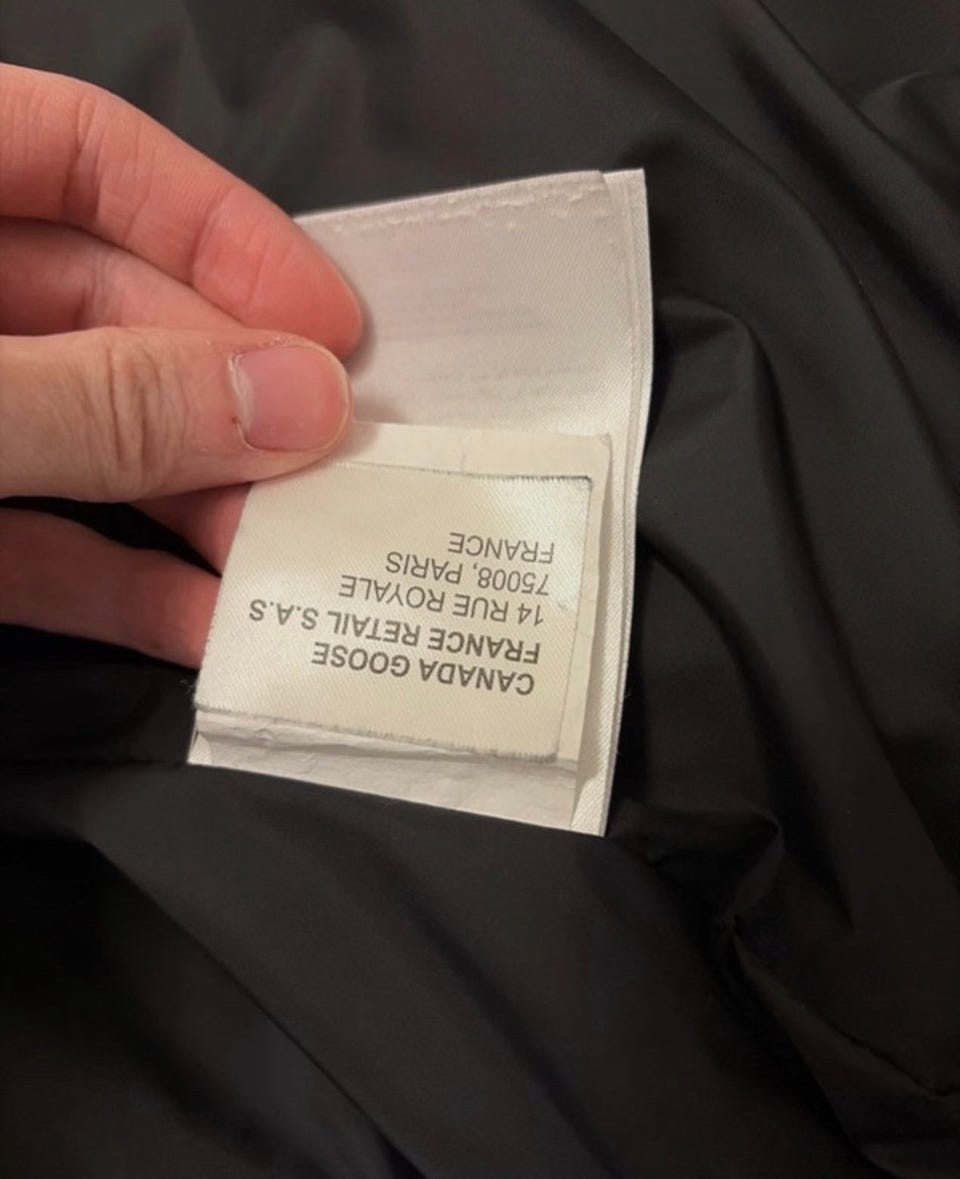 CANADA GOOSE
FRANCE RETAIL S.A.S
14 RUE ROYALE
75008, PARIS
FRANCE